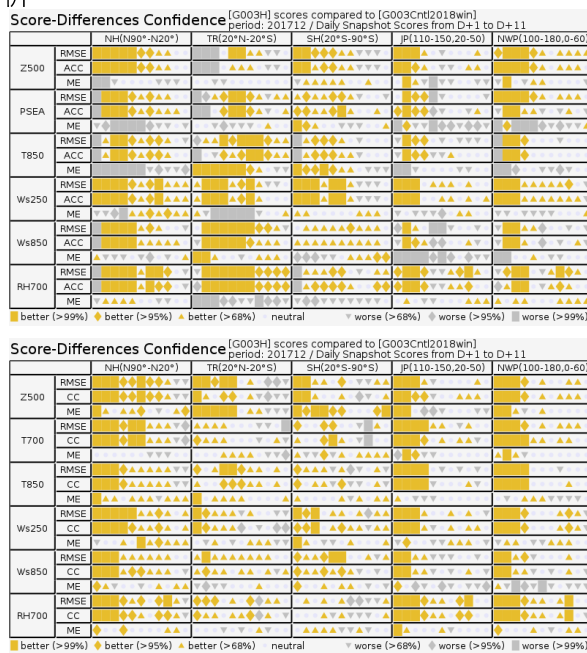 Score-Differences Confidence [G003H] scores compared to [G003Cntl2018win]
period: 201712 / Daily Snapshot Scores from D+1 to D+11
NH(N90°-N20°) TR(20°N-20°S) SH(20°S-90°S) JP(110-150,20-50) NWP(100-180,0-60)
Z500 RMSE
ACC
ME
PSEA RMSE
ACC
ME
T850 RMSE
ACC
ME
Ws250 RMSE
ACC
ME
Ws850 RMSE
ACC
ME
RH700 RMSE
ACC
ME
better (>99%) better (>95%) better (>68%) neutral worse (>68%) worse (>95%) worse (>99%)
Score-Differences Confidence [G003H] scores compared to [G003Cntl2018win]
period: 201712 / Daily Snapshot Scores from D+1 to D+11
NH(N90°-N20°) TR(20°N-20°S) SH(20°S-90°S) JP(110-150,20-50) NWP(100-180,0-60)
Z500 RMSE
CC
ME
T700 RMSE
CC
ME
T850 RMSE
CC
ME
Ws250 RMSE
CC
ME
Ws850 RMSE
CC
ME
RH700 RMSE
CC
ME
better (>99%) better (>95%) better (>68%) neutral worse (>68%) worse (>95%) worse (>99%)